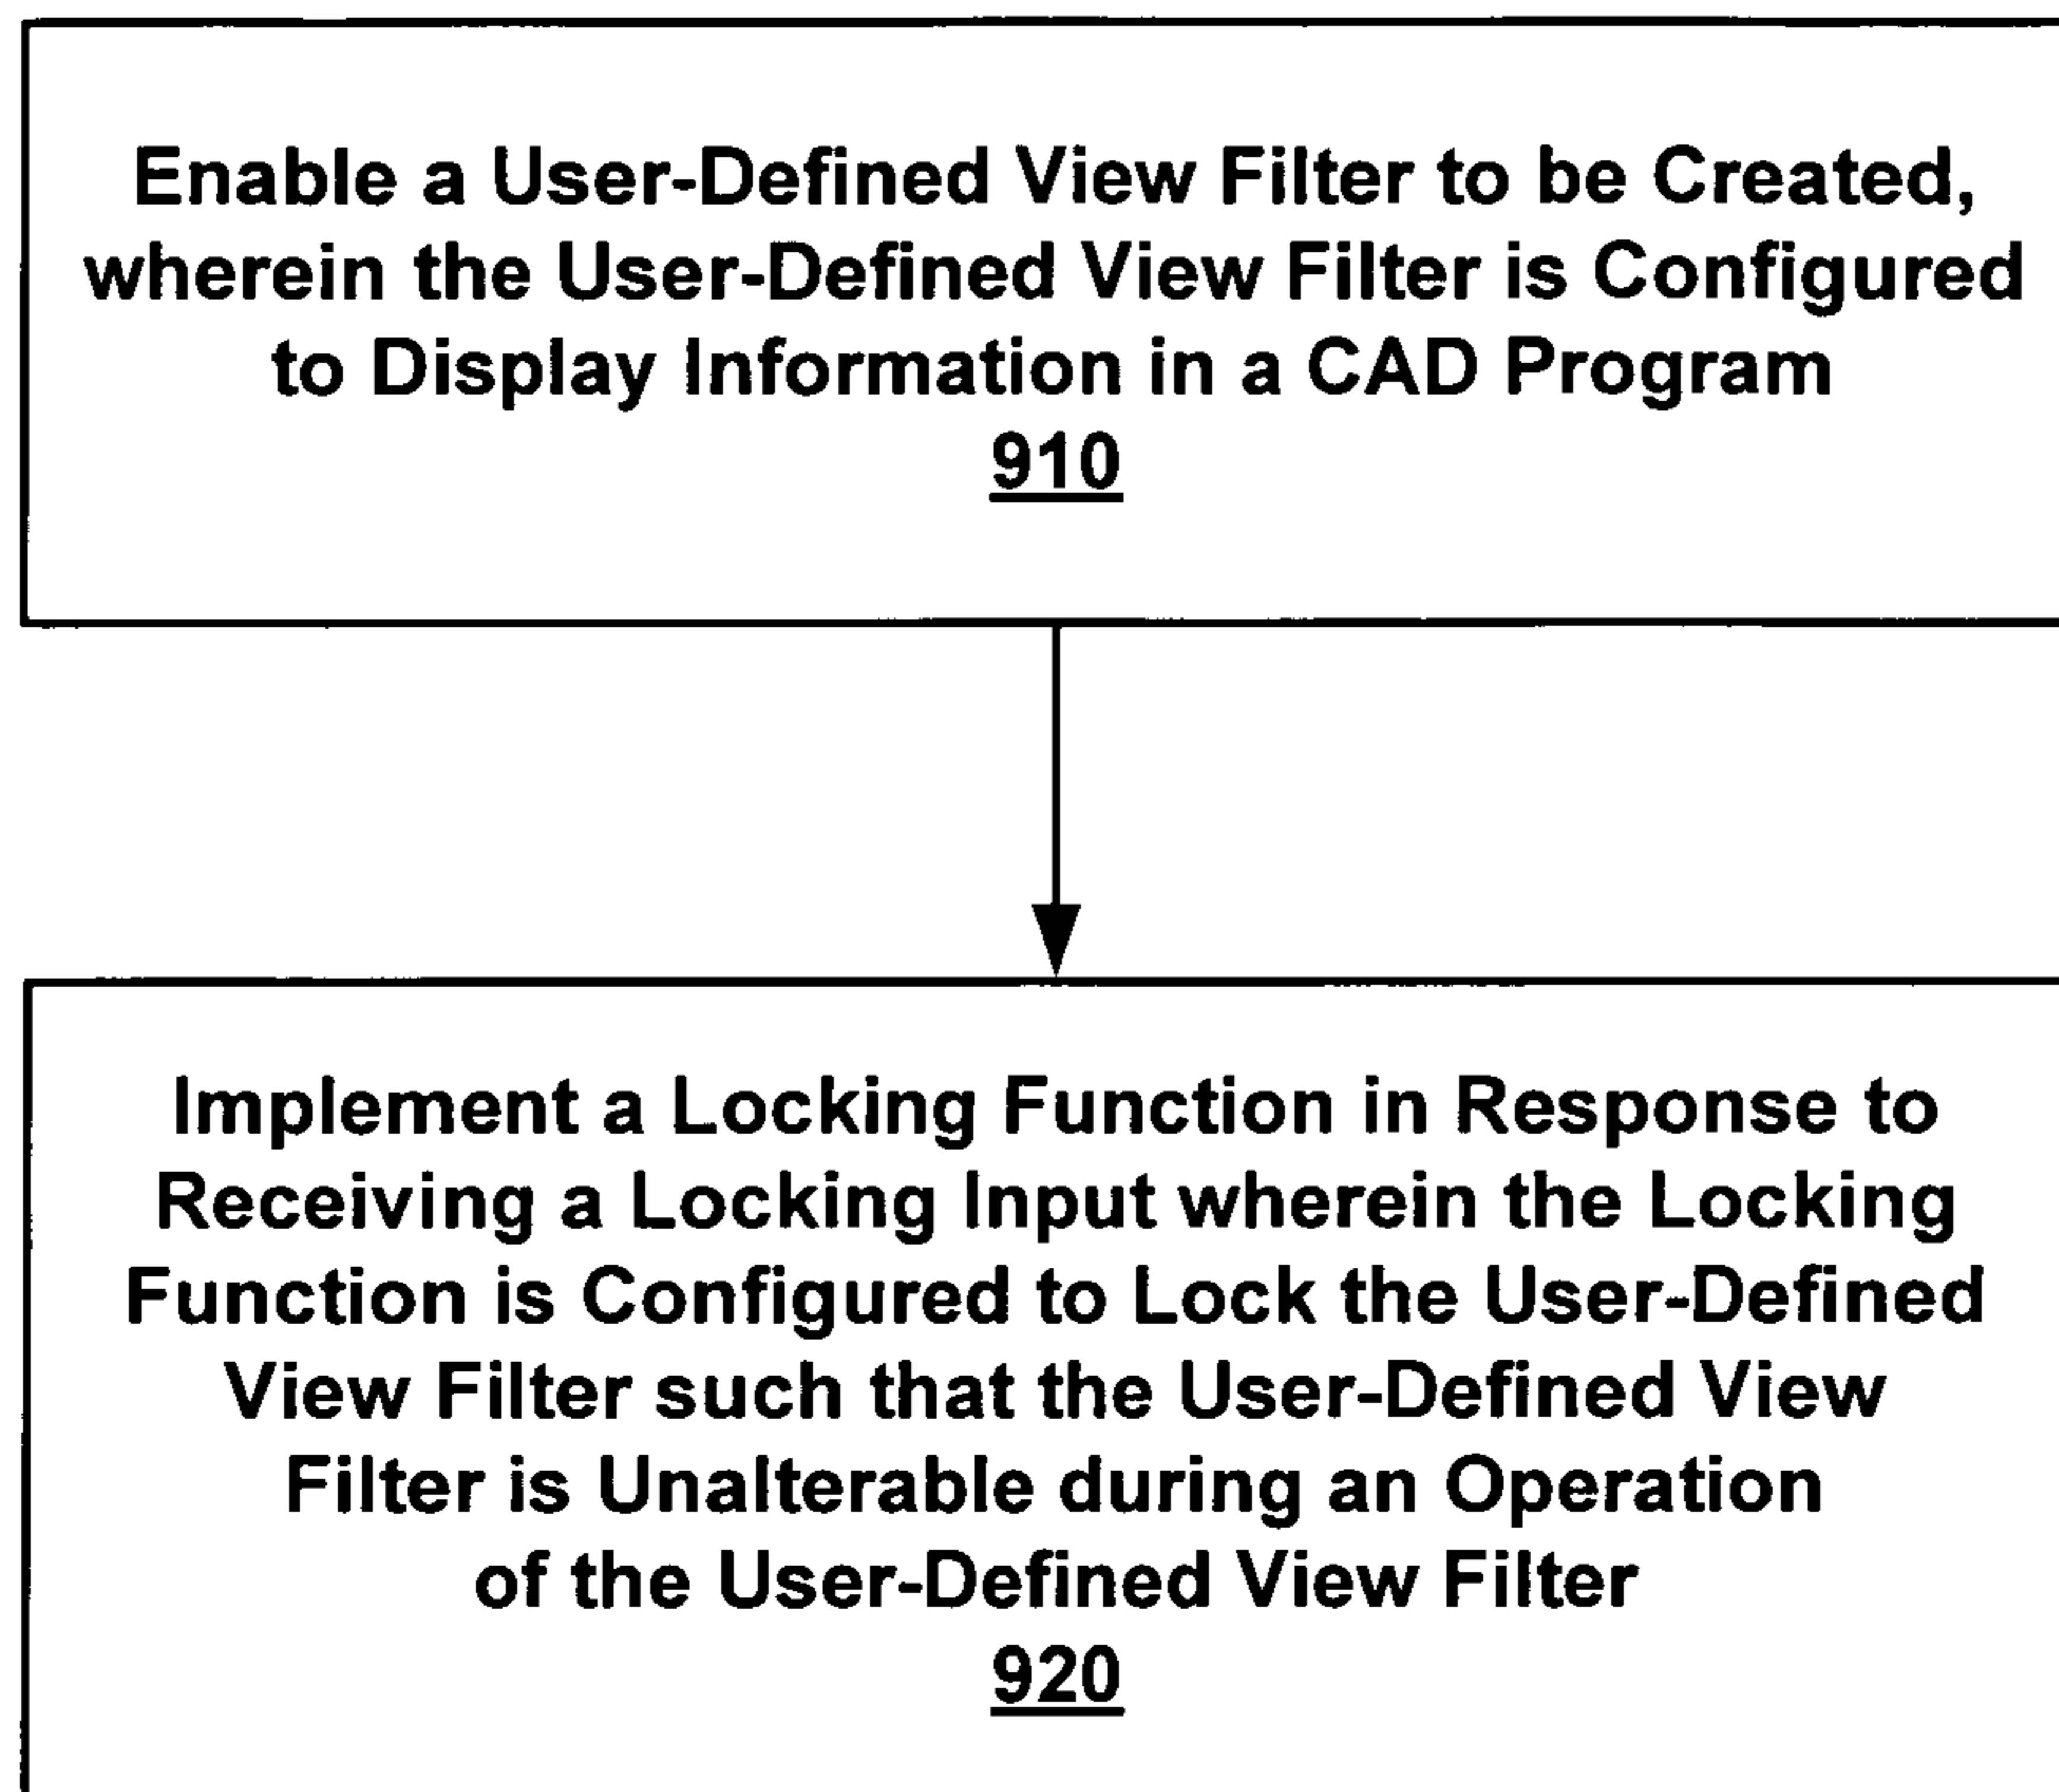 Enable a User-Defined View Filter to be Created,
wherein the User-Defined View Filter is Configured
to Display Information in a CAD Program
910
Implement a Locking Function in Response to
Receiving a Locking Input wherein the Locking
Function is Configured to Lock the User-Defined
View Filter such that the User-Defined View
Filter is Unalterable during an Operation
of the User-Defined View Filter
920